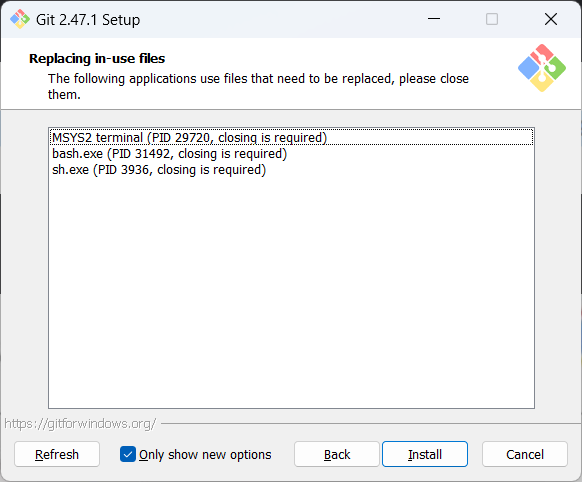 Git 2.47.1 Setup
Replacing in-use files
The following applications use files that need to be replaced, please close
them.
MSYS2 terminal (PID 29720, closing is required)
bash.exe (PID 31492, closing is required)
sh.exe (PID 3936, closing is required)
https://gitforwindows.org/
Refresh
Only show new options
Back
Install
Cancel